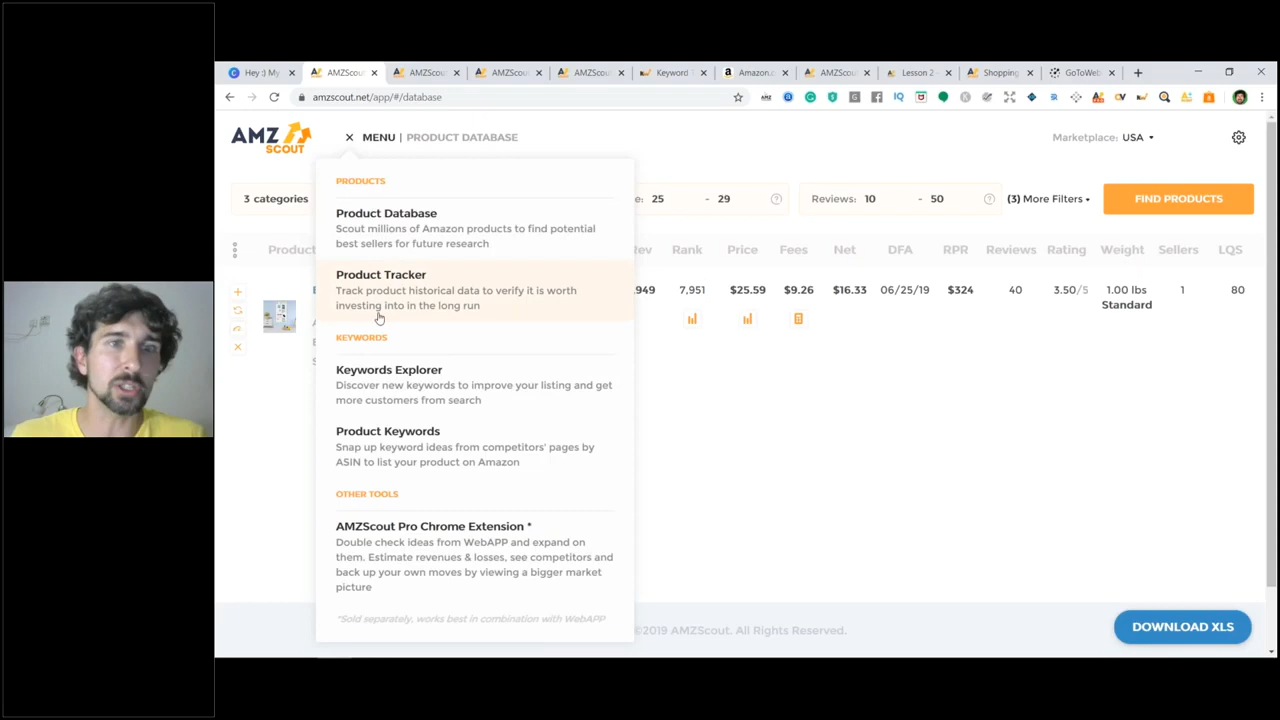 Hey :) My
AMZScout
AMZScout
AMZScout
AMZScout
Keyword
Amazon.c
AMZScout
Lesson 2 -
Shopping
GoToWeb
amzscout.net/app/#/database
AMZ
SCOUT
MENU | PRODUCT DATABASE
Marketplace: USA
3 categories
25 - 29
Reviews: 10 - 50
(3) More Filters
FIND PRODUCTS
PRODUCTS
Product Database
Scout millions of Amazon products to find potential
best sellers for future research
Product Tracker
Track product historical data to verify it is worth
investing into in the long run
KEYWORDS
Keywords Explorer
Discover new keywords to improve your listing and get
more customers from search
Product Keywords
Snap up keyword ideas from competitors' pages by
ASIN to list your product on Amazon
OTHER TOOLS
AMZScout Pro Chrome Extension *
Double check ideas from WebAPP and expand on
them. Estimate revenues & losses, see competitors and
back up your own moves by viewing a bigger market
picture
*Sold separately, works best in combination with WebAPP
Product
Rev Rank Price Fees Net DFA RPR Reviews Rating Weight Sellers LQS
949 7,951 $25.59 $9.26 $16.33 06/25/19 $324 40 3.50/5 1.00 lbs 1 80
Standard
©2019 AMZScout. All Rights Reserved.
DOWNLOAD XLS